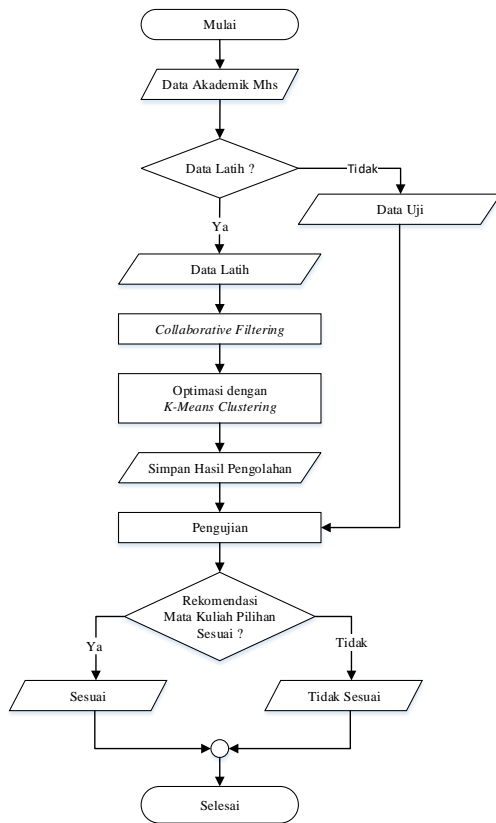 Mulai
Data Akademik Mhs
Data Latih ?
Tidak
Data Uji
Ya
Data Latih
Collaborative Filtering
Optimasi dengan
K-Means Clustering
Simpan Hasil Pengolahan
Pengujian
Rekomendasi
Mata Kuliah Pilihan
Sesuai ?
Ya
Tidak
Sesuai
Tidak Sesuai
Selesai